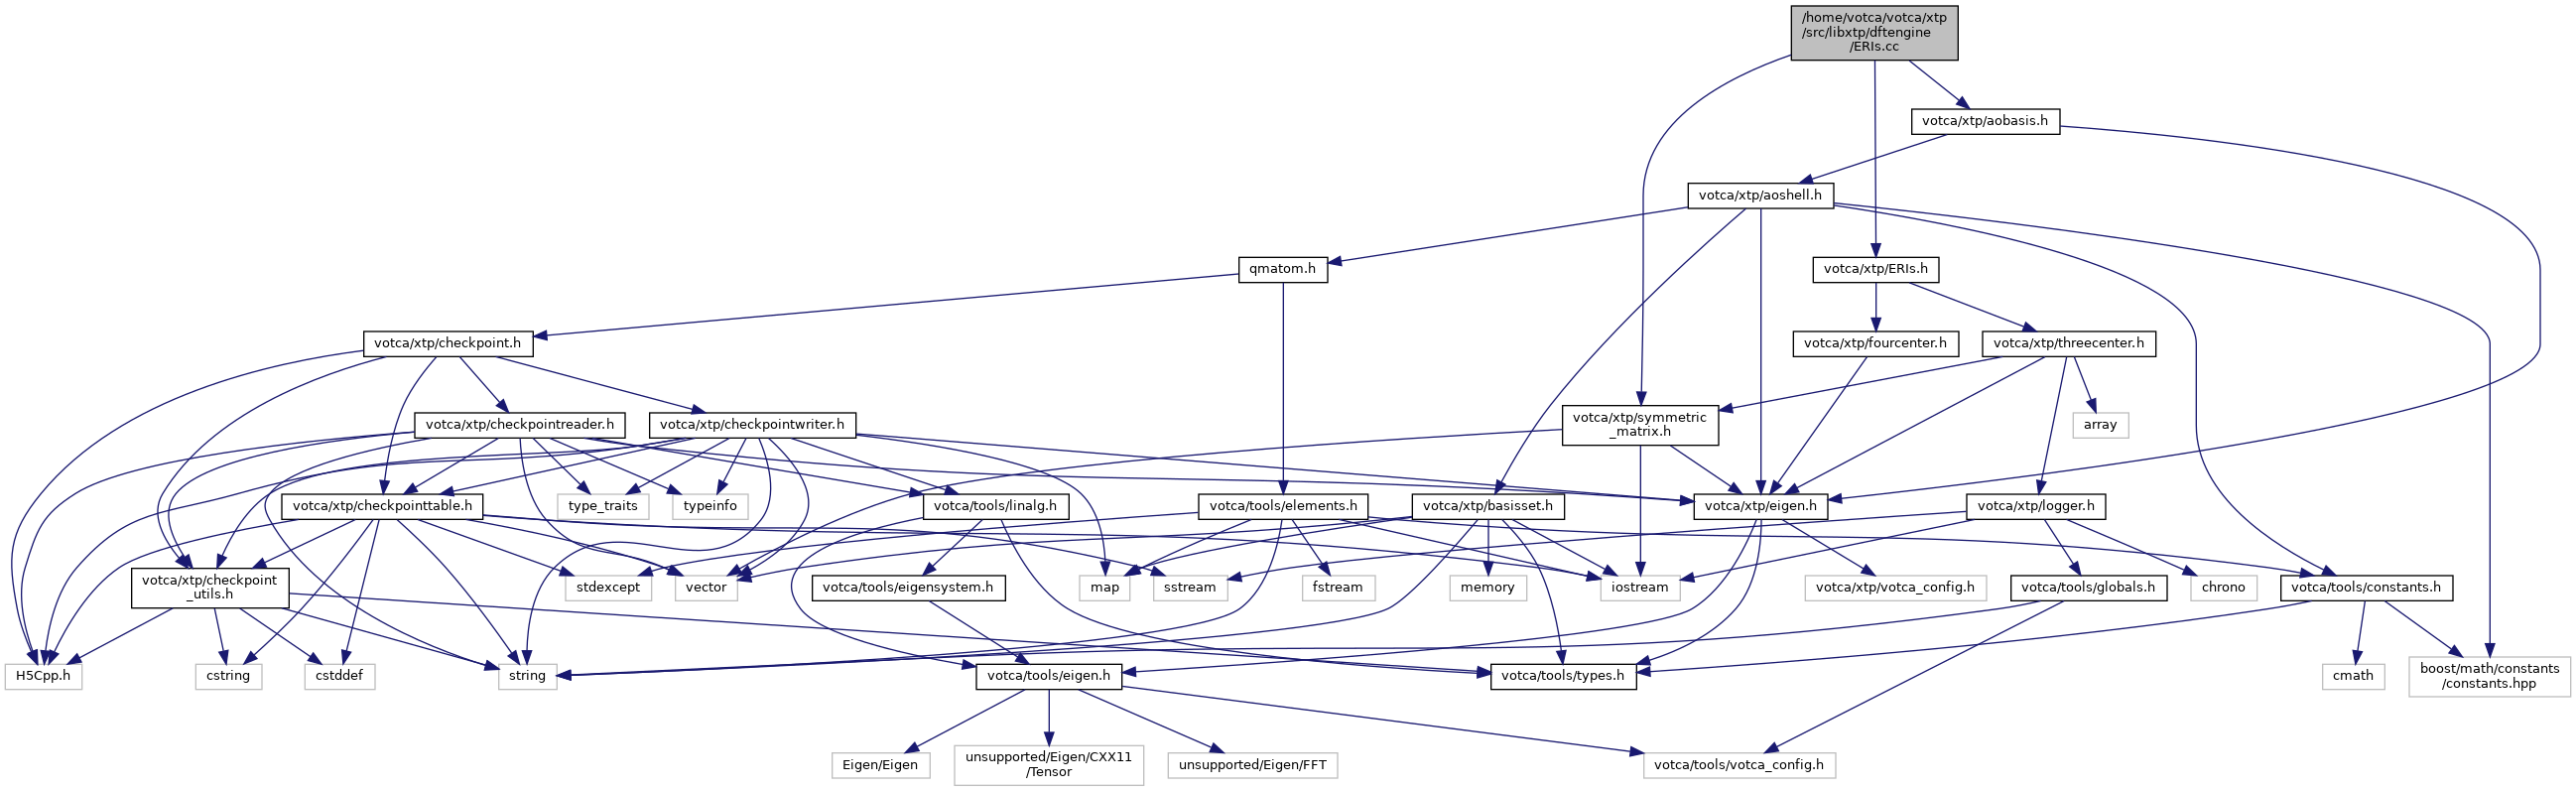 /home/votca/votca/xtp
/src/libxtp/dftengine
/ERIs.cc
votca/xtp/aobasis.h
votca/xtp/aoshell.h
qmatom.h
votca/xtp/ERIs.h
votca/xtp/checkpoint.h
votca/xtp/fourcenter.h
votca/xtp/threecenter.h
votca/xtp/checkpointreader.h
votca/xtp/checkpointwriter.h
votca/xtp/symmetric
_matrix.h
array
votca/xtp/checkpointtable.h
type_traits
typeinfo
votca/tools/linalg.h
votca/tools/elements.h
votca/xtp/basisset.h
votca/xtp/eigen.h
votca/xtp/logger.h
votca/xtp/checkpoint
_utils.h
stdexcept
vector
votca/tools/eigensystem.h
map
sstream
fstream
memory
iostream
votca/xtp/votca_config.h
votca/tools/globals.h
chrono
votca/tools/constants.h
H5Cpp.h
cstring
cstddef
string
votca/tools/eigen.h
votca/tools/types.h
cmath
boost/math/constants
/constants.hpp
Eigen/Eigen
unsupported/Eigen/CXX11
/Tensor
unsupported/Eigen/FFT
votca/tools/votca_config.h